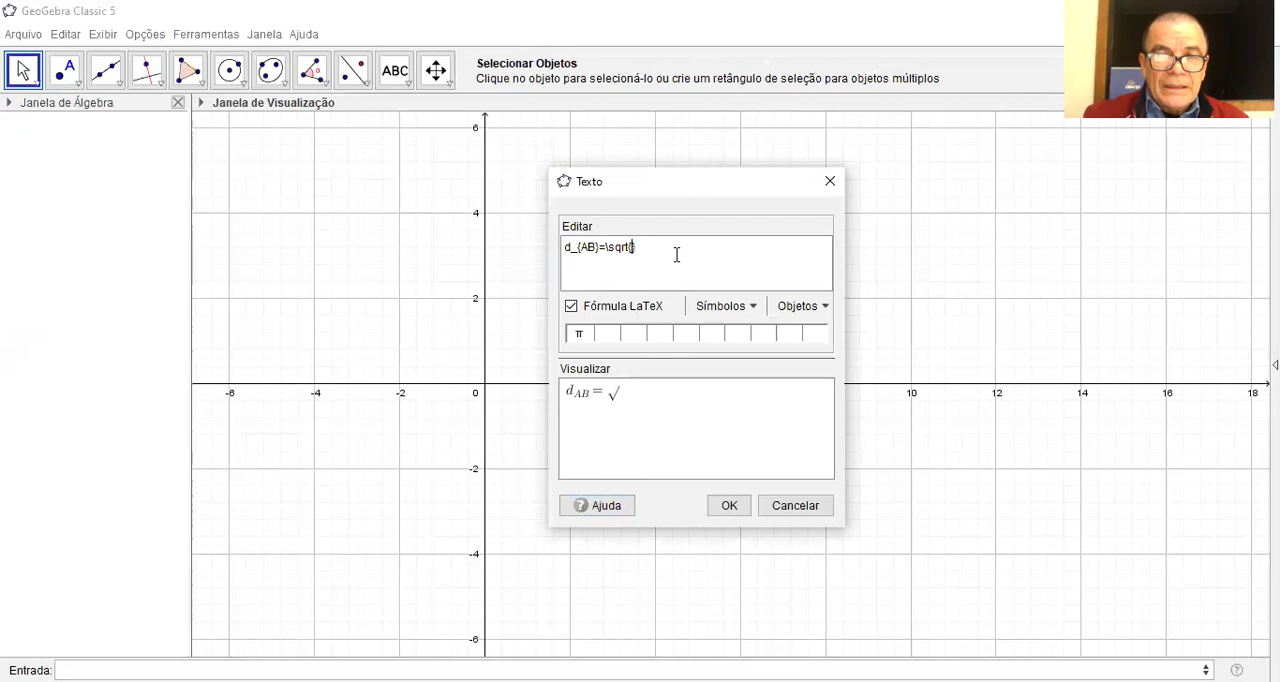 GeoGebra Classic 5
Arquivo Editar Exibir Opções Ferramentas Janela Ajuda
A
ABC
Selecionar Objetos
Clique no objeto para selecioná-lo ou crie um retângulo de seleção para objetos múltiplos
Janela de Álgebra
Janela de Visualização
6
4
2
-6 -4 -2 0 10 12 14 16 18
-2
-4
-6
Texto
Editar
d_{AB}=\sqrt{}
Fórmula LaTeX Símbolos Objetos
π
Visualizar
d_{AB} = √
? Ajuda OK Cancelar
Entrada: ?